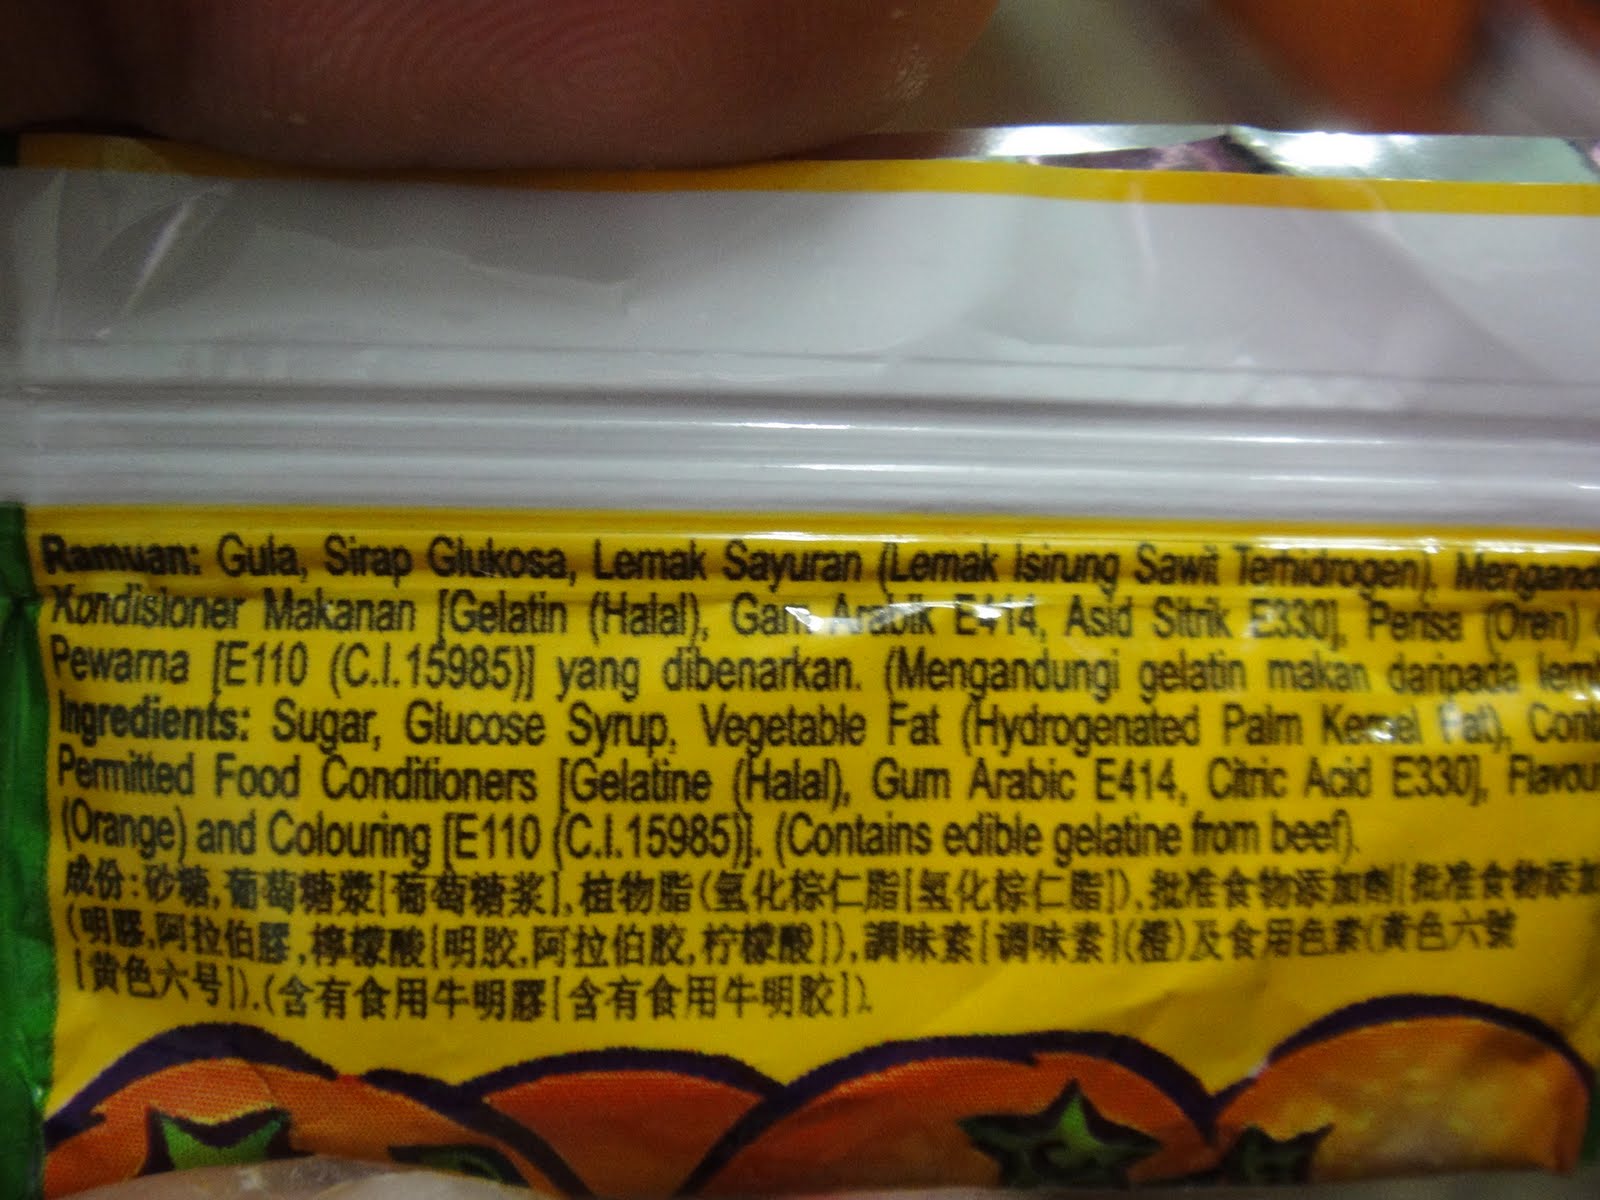 Ramuan: Gula, Sirap Glukosa, Lemak Sayuran (Lemak Isirung Sawit Terhidrogen),
Kondisioner Makanan [Gelatin (Halal), Gam Arabik E414, Asid Sitrik E330], Perisa (Oren)
Pewarna [E110 (C.I.15985)] yang dibenarkan. (Mengandungi gelatin makan daripada
Ingredients: Sugar, Glucose Syrup, Vegetable Fat (Hydrogenated Palm Kernel Fat),
Permitted Food Conditioners [Gelatine (Halal), Gum Arabic E414, Citric Acid E330],
(Orange) and Colouring [E110 (C.I.15985)]. (Contains edible gelatine from beef).
成份:砂糖,葡萄糖漿[葡萄糖浆],植物脂(氢化棕仁脂[氢化棕仁脂]),批准食物添加劑[批准食物添加
(明膠,阿拉伯膠,檸檬酸[明胶,阿拉伯胶,柠檬酸]),調味素[调味素](橙)及食用色素(黃色六號
[黄色六号]).(含有食用牛明膠[含有食用牛明胶]).